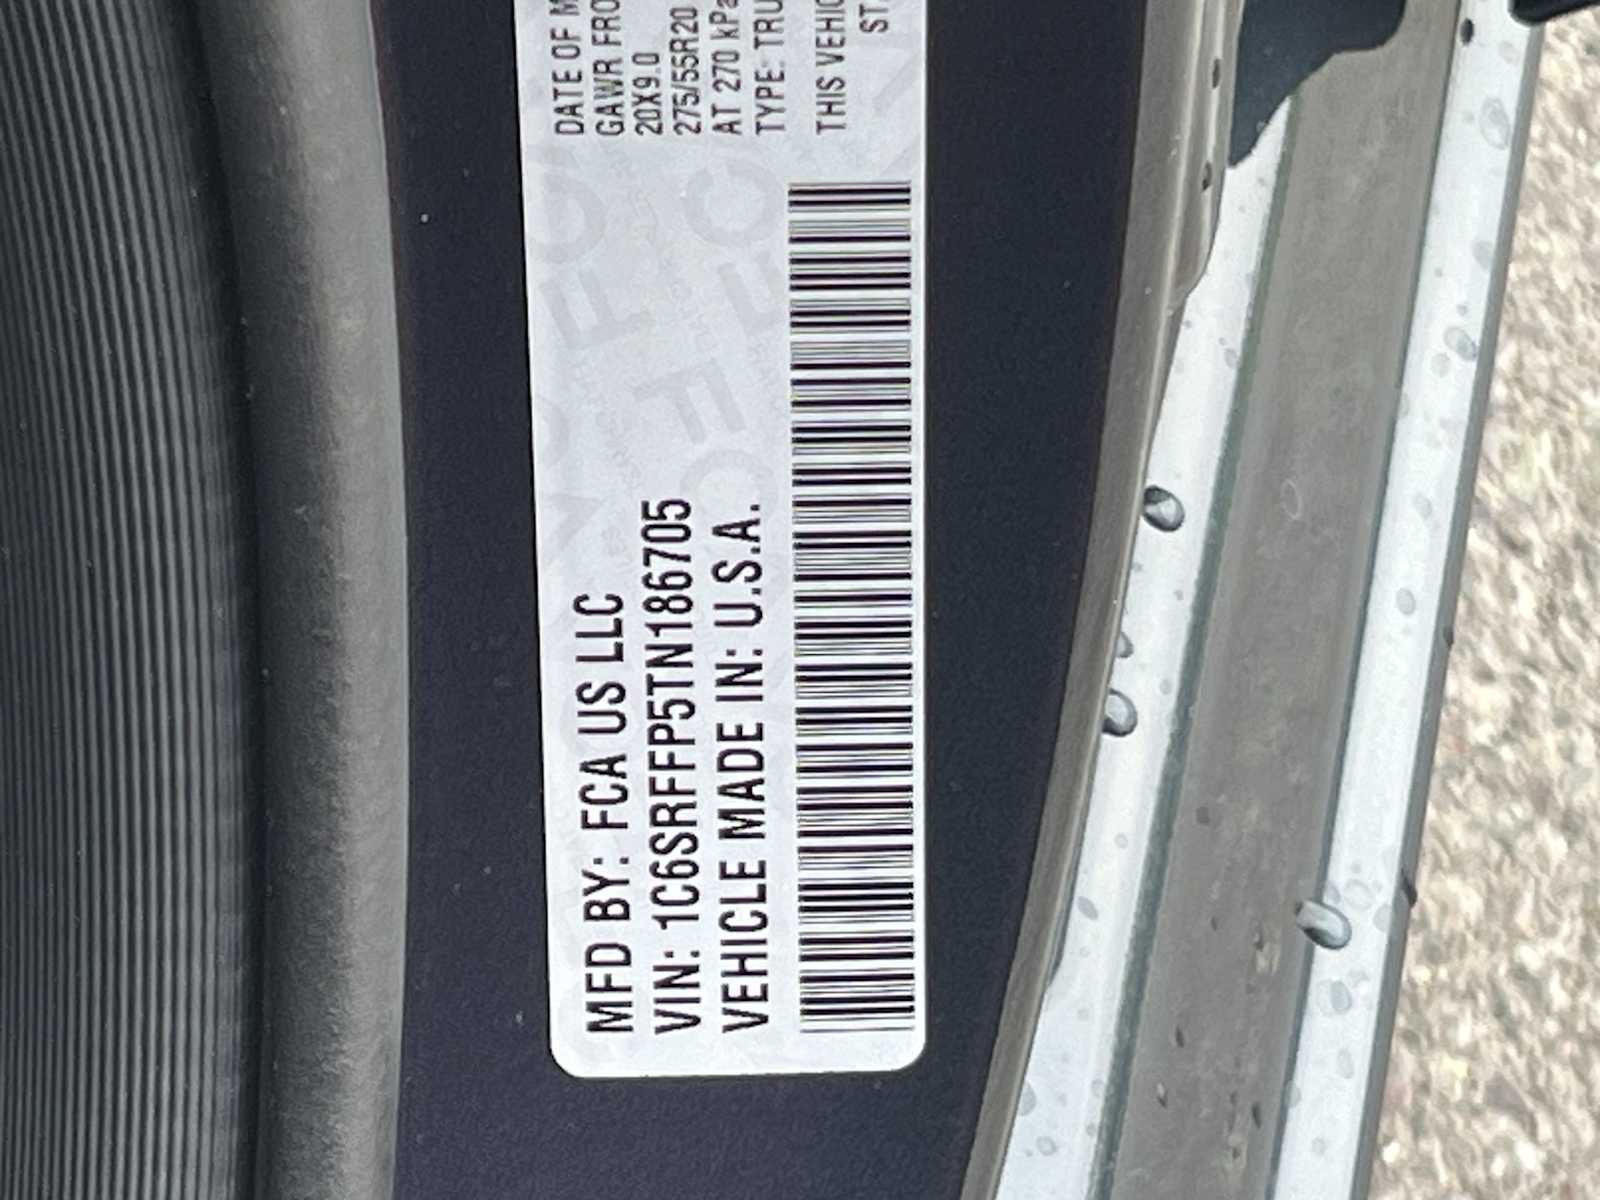 MFD BY: FCA US LLC
VIN: 1C6SRFFP5TN186705
VEHICLE MADE IN: U.S.A.
DATE OF M
GAWR FRO
20X9.0
275/55R20
AT 270 kPa
TYPE: TRU
THIS VEHIC
ST